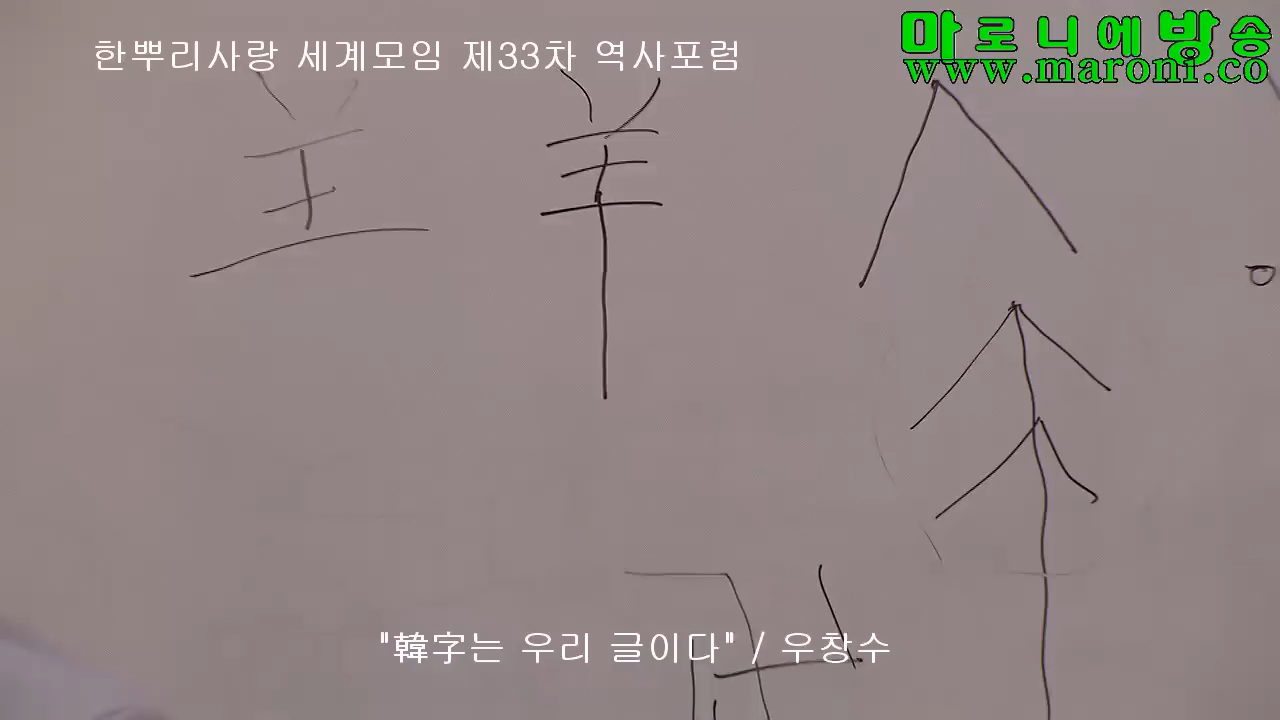 한뿌리사랑 세계모임 제33차 역사포럼
마로니에방송
www.maroni.co
羊
"韓字는 우리 글이다" / 우창수